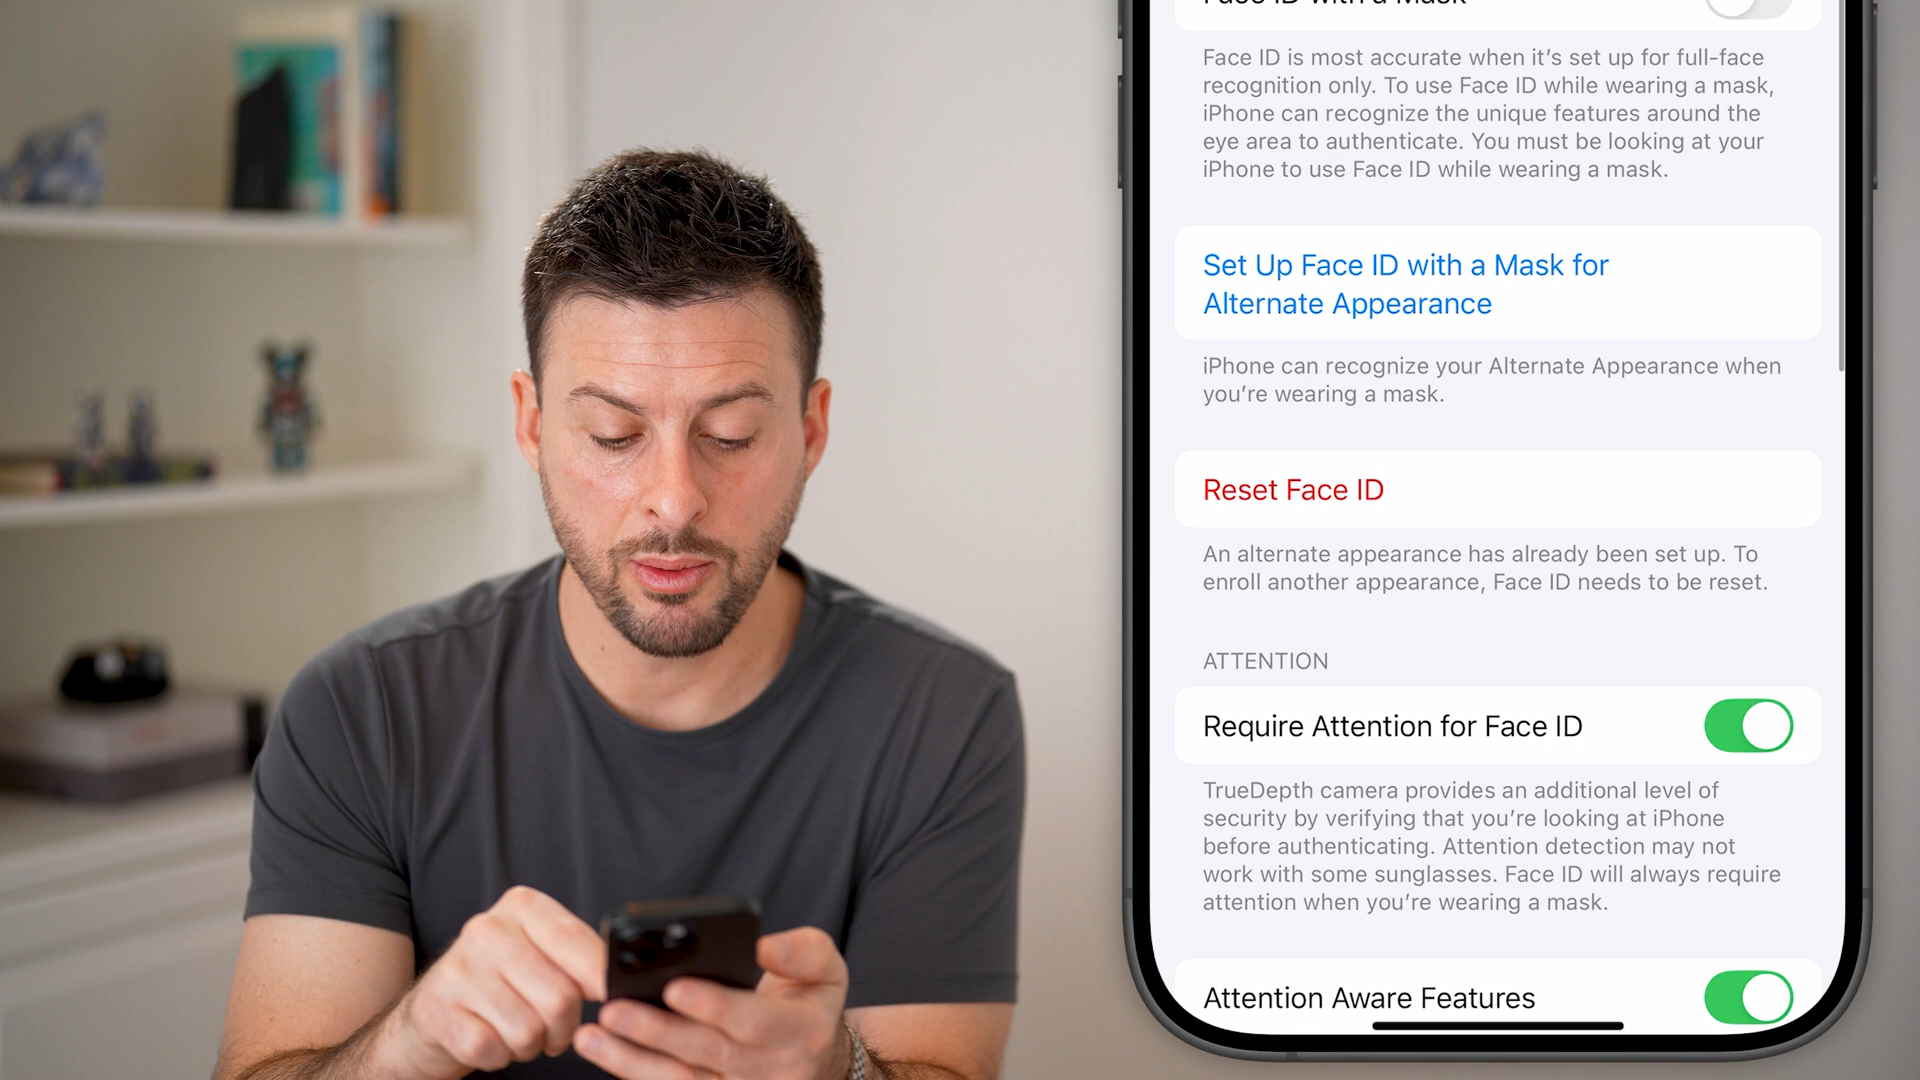 Face ID with a Mask
Face ID is most accurate when it’s set up for full-face
recognition only. To use Face ID while wearing a mask,
iPhone can recognize the unique features around the
eye area to authenticate. You must be looking at your
iPhone to use Face ID while wearing a mask.
Set Up Face ID with a Mask for
Alternate Appearance
iPhone can recognize your Alternate Appearance when
you’re wearing a mask.
Reset Face ID
An alternate appearance has already been set up. To
enroll another appearance, Face ID needs to be reset.
ATTENTION
Require Attention for Face ID
TrueDepth camera provides an additional level of
security by verifying that you’re looking at iPhone
before authenticating. Attention detection may not
work with some sunglasses. Face ID will always require
attention when you’re wearing a mask.
Attention Aware Features